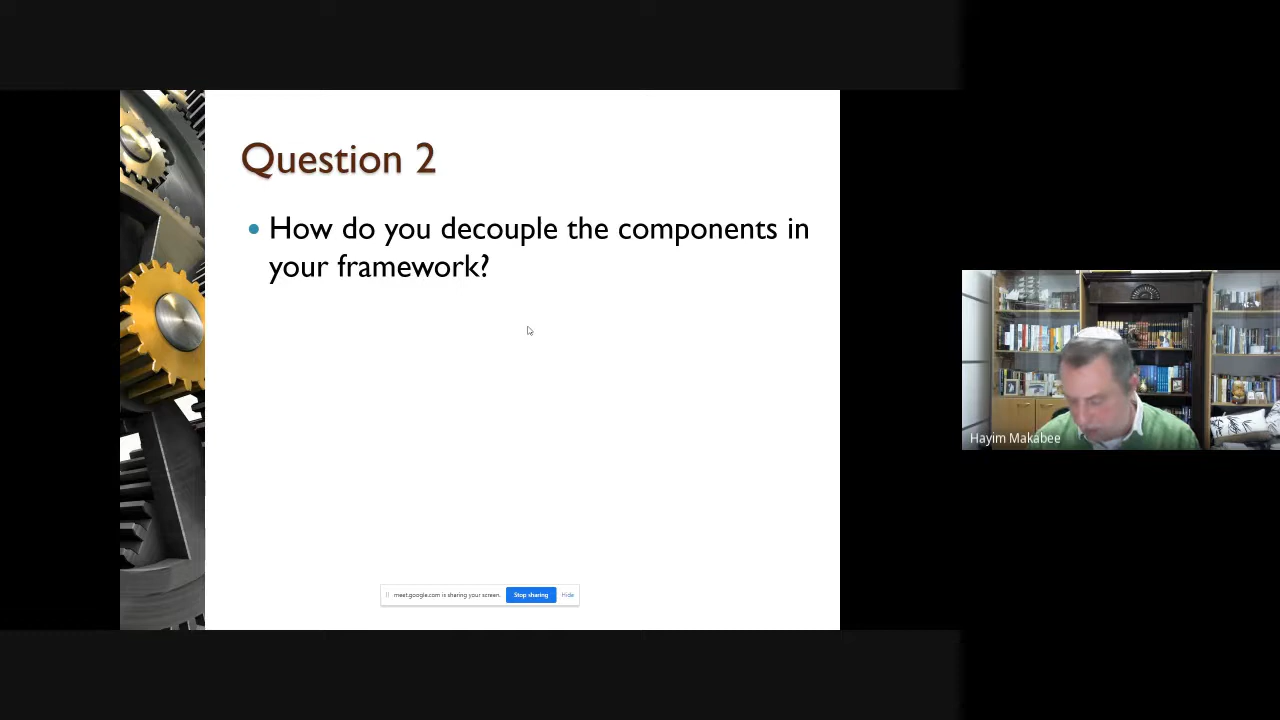 Question 2
• How do you decouple the components in
your framework?
meet.google.com is sharing your screen.
Stop sharing
Hide
Hayim Makabee